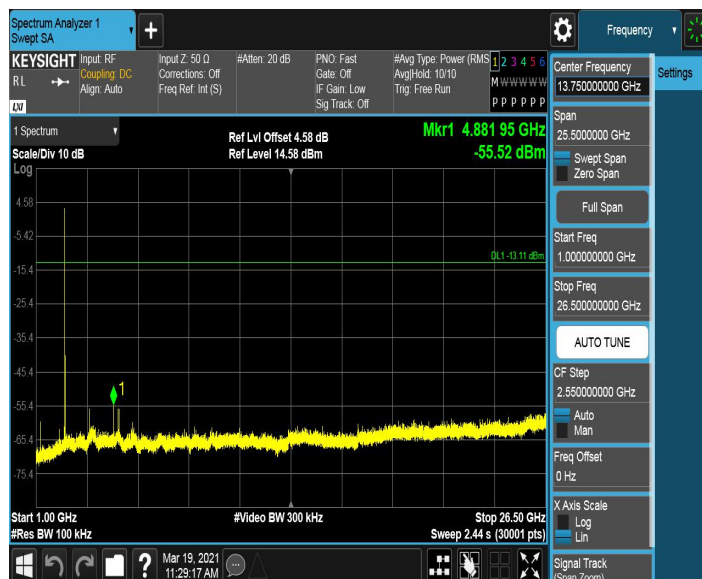 Spectrum Analyzer 1
Swept SA
+
Frequency
KEYSIGHT
RL
LXI
Input: RF
Coupling: DC
Align: Auto
Input Z: 50 Ω
Corrections: Off
Freq Ref: Int (S)
#Atten: 20 dB
PNO: Fast
Gate: Off
IF Gain: Low
Sig Track: Off
#Avg Type: Power (RMS
Avg|Hold: 10/10
Trig: Free Run
1 2 3 4 5 6
M W W W W W
P P P P P P
Center Frequency
13.750000000 GHz
Settings
Span
25.5000000 GHz
Swept Span
Zero Span
Full Span
Start Freq
1.000000000 GHz
Stop Freq
26.500000000 GHz
AUTO TUNE
CF Step
2.550000000 GHz
Auto
Man
Freq Offset
0 Hz
X Axis Scale
Log
Lin
Signal Track
(Span Zoom)
1 Spectrum
Scale/Div 10 dB
Log
Ref Lvl Offset 4.58 dB
Ref Level 14.58 dBm
Mkr1 4.881 95 GHz
-55.52 dBm
4.58
-5.42
DL1 -13.11 dBm
-15.4
-25.4
-35.4
-45.4
1
-55.4
-65.4
-75.4
Start 1.00 GHz
#Res BW 100 kHz
#Video BW 300 kHz
Stop 26.50 GHz
Sweep 2.44 s (30001 pts)
?
Mar 19, 2021
11:29:17 AM